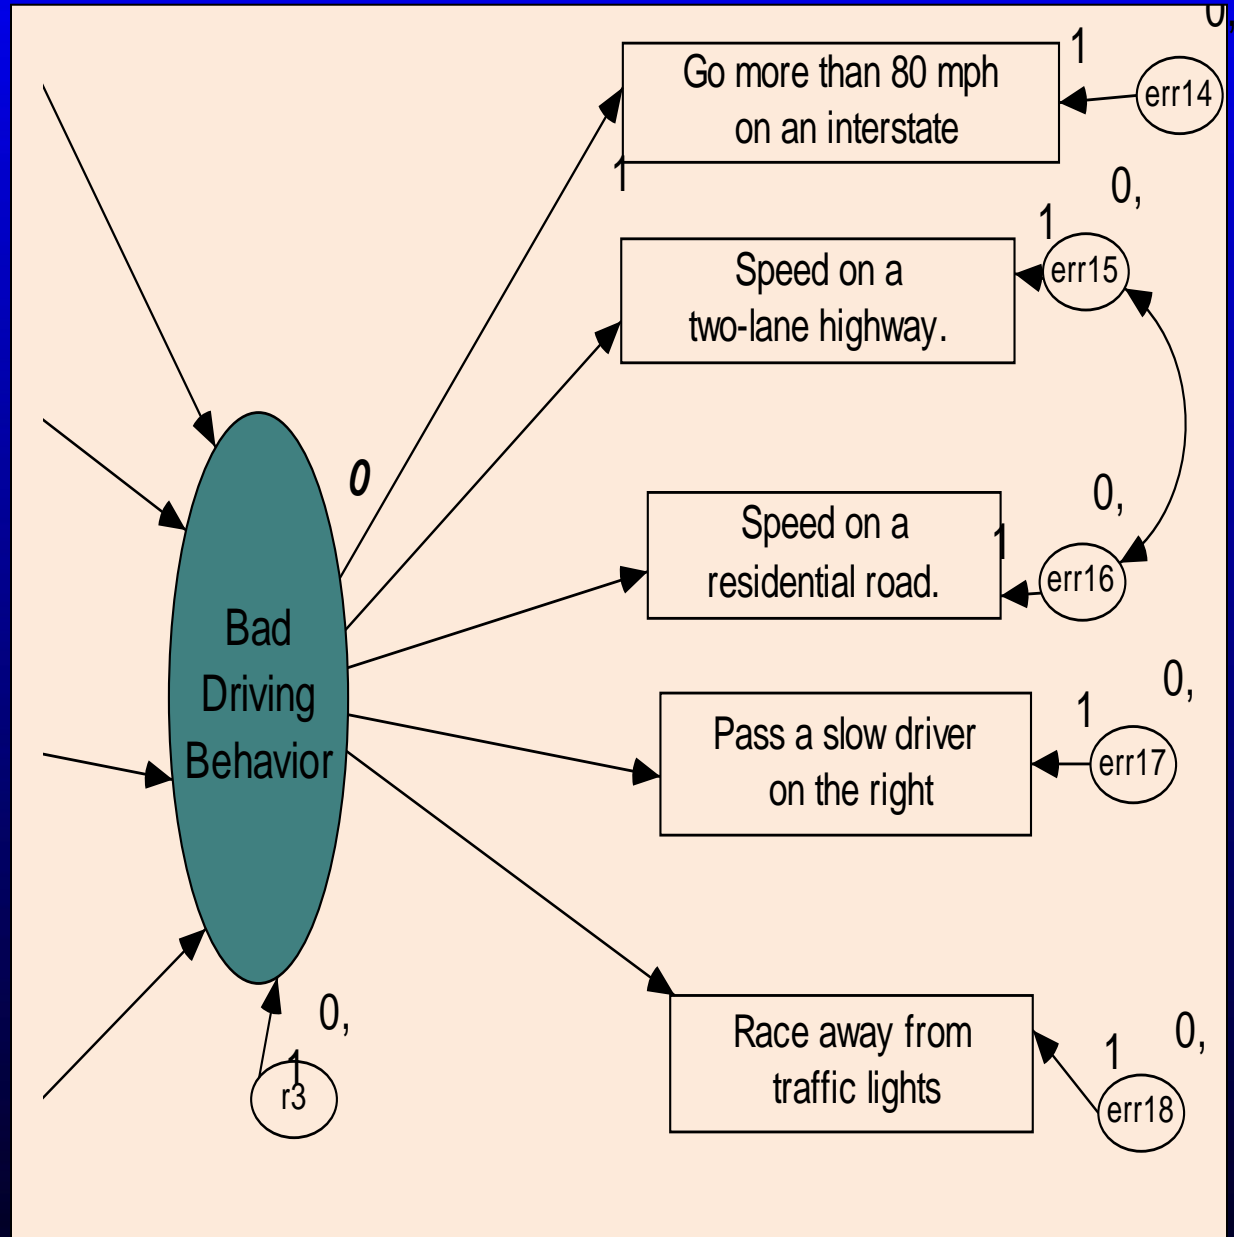 0,
1
Go more than 80 mph
on an interstate
err14
1
0,
1
Speed on a
two-lane highway.
err15
0
0,
Speed on a
residential road.
1
err16
Bad
Driving
Behavior
0,
1
Pass a slow driver
on the right
err17
0,
1
r3
0,
1
Race away from
traffic lights
err18